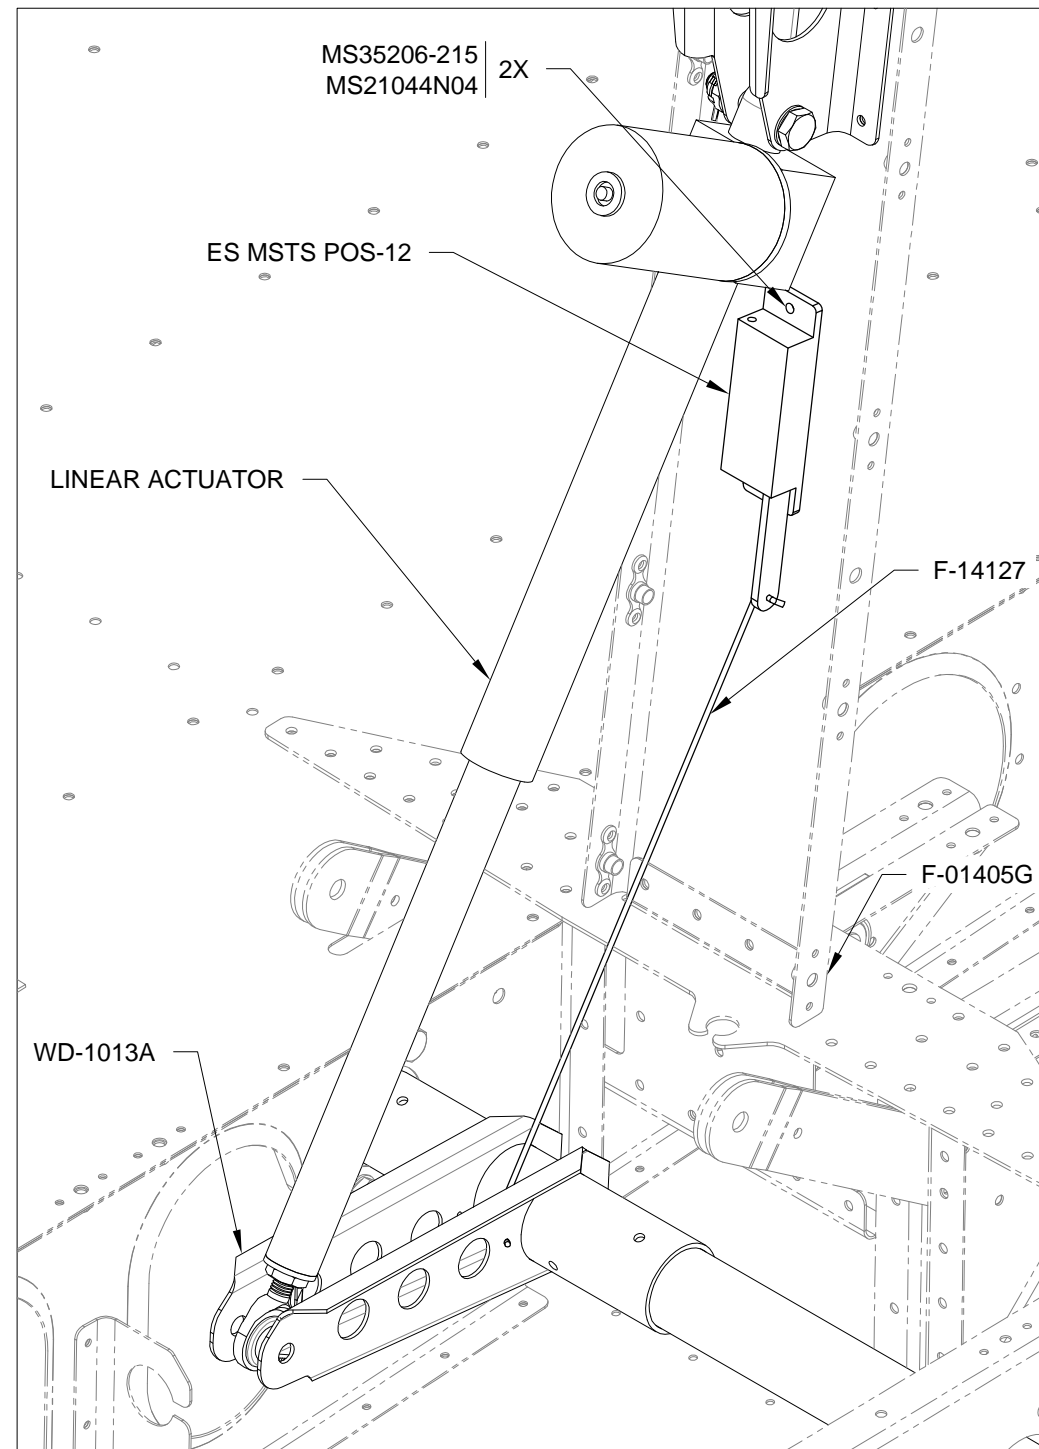 MS35206-215
MS21044N04
2X
ES MSTS POS-12
LINEAR ACTUATOR
F-14127
F-01405G
WD-1013A